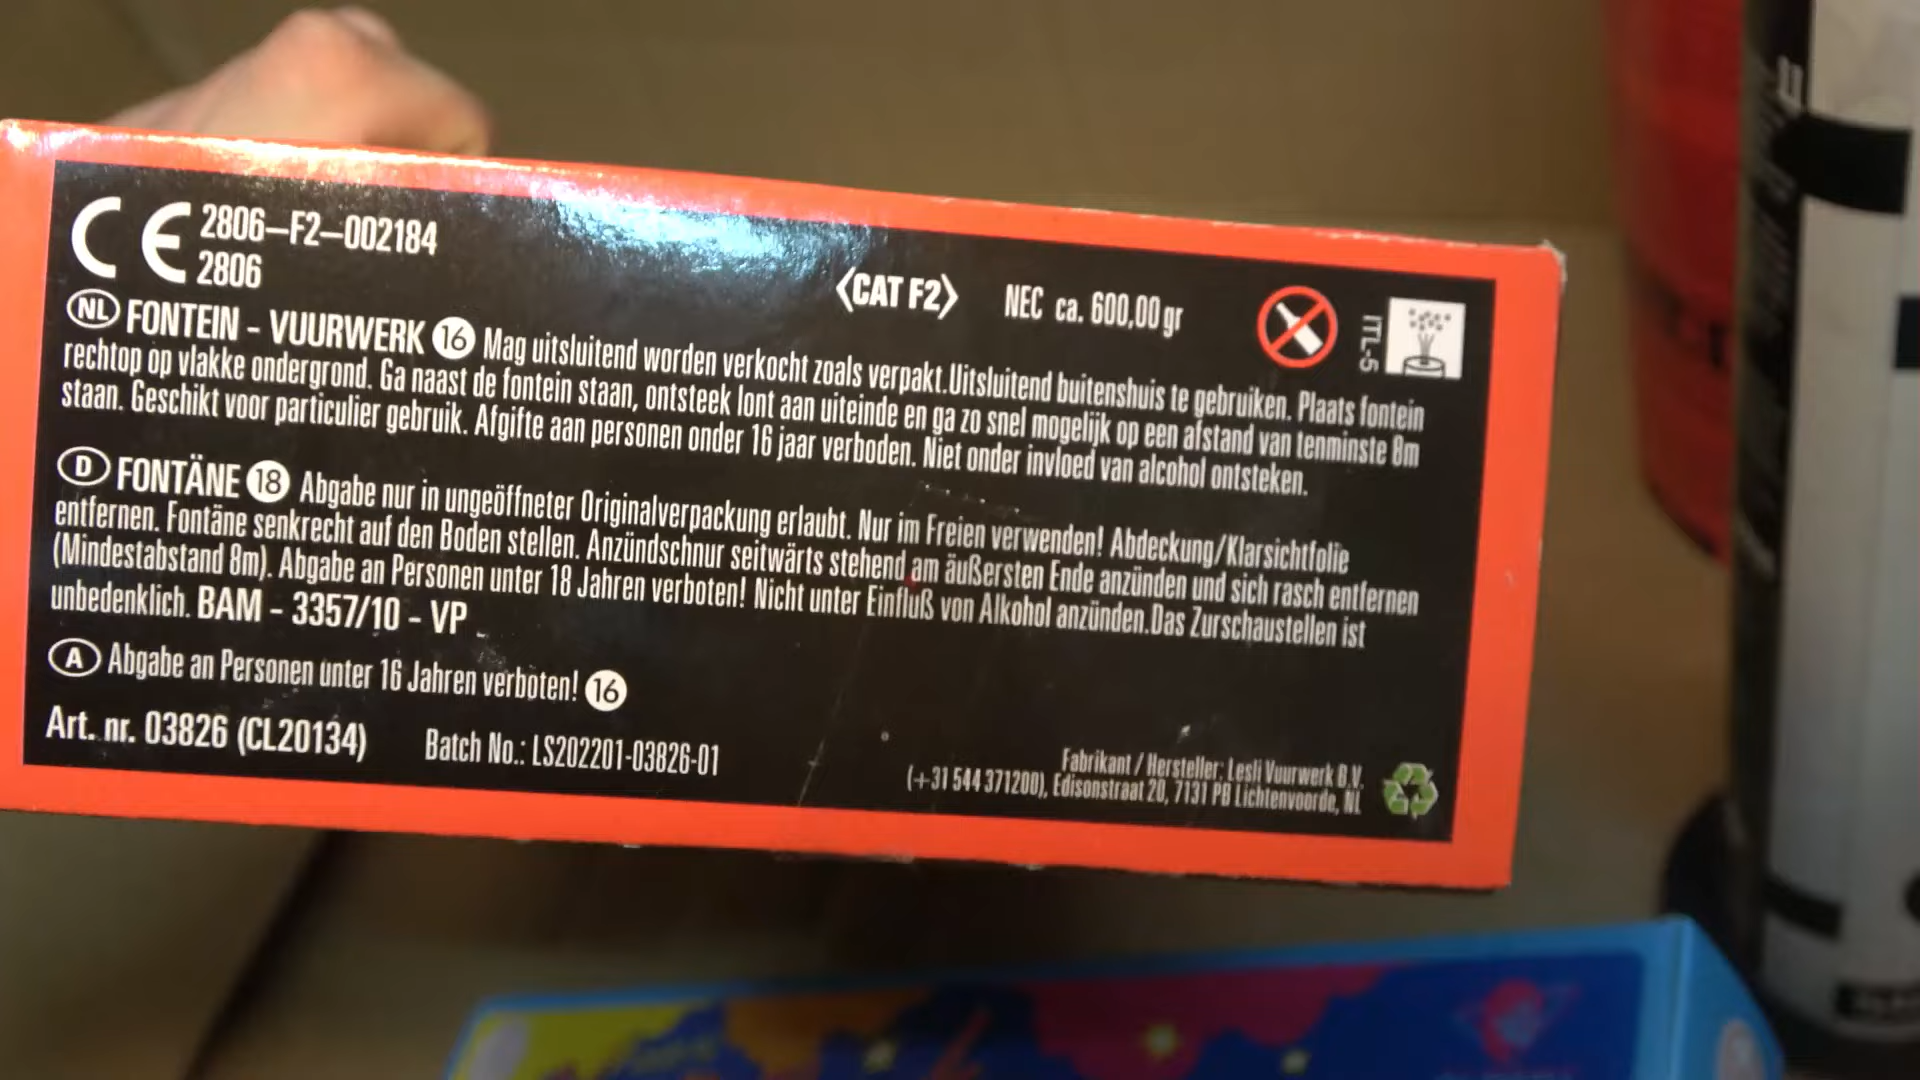 CE 2806-F2-002184
2806
<CAT F2> NEC ca. 600,00 gr
ITL-5
NL FONTEIN - VUURWERK 16 Mag uitsluitend worden verkocht zoals verpakt.Uitsluitend buitenshuis te gebruiken. Plaats fontein
rechtop op vlakke ondergrond. Ga naast de fontein staan, ontsteek lont aan uiteinde en ga zo snel mogelijk op een afstand van tenminste 8m
staan. Geschikt voor particulier gebruik. Afgifte aan personen onder 16 jaar verboden. Niet onder invloed van alcohol ontsteken.
D FONTÄNE 18 Abgabe nur in ungeöffneter Originalverpackung erlaubt. Nur im Freien verwenden! Abdeckung/Klarsichtfolie
entfernen. Fontäne senkrecht auf den Boden stellen. Anzündschnur seitwärts stehend am äußersten Ende anzünden und sich rasch entfernen
(Mindestabstand 8m). Abgabe an Personen unter 18 Jahren verboten! Nicht unter Einfluß von Alkohol anzünden.Das Zurschaustellen ist
unbedenklich. BAM - 3357/10 - VP
A Abgabe an Personen unter 16 Jahren verboten! 16
Art. nr. 03826 (CL20134) Batch No.: LS202201-03826-01
Fabrikant / Hersteller: Lesli Vuurwerk B.V.
(+31 544 371200), Edisonstraat 20, 7131 PB Lichtenvoorde, NL